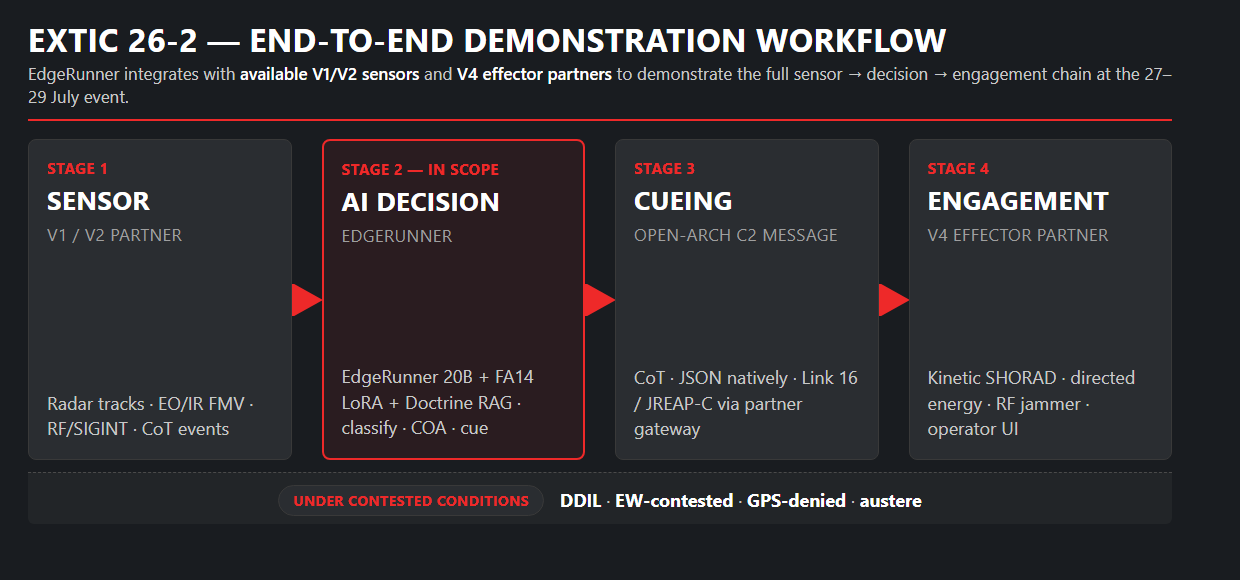 EXTIC 26-2 — END-TO-END DEMONSTRATION WORKFLOW
EdgeRunner integrates with available V1/V2 sensors and V4 effector partners to demonstrate the full sensor → decision → engagement chain at the 27–
29 July event.
STAGE 1
SENSOR
V1 / V2 PARTNER
Radar tracks · EO/IR FMV ·
RF/SIGINT · CoT events
STAGE 2 — IN SCOPE
AI DECISION
EDGERUNNER
EdgeRunner 20B + FA14
LoRA + Doctrine RAG ·
classify · COA · cue
STAGE 3
CUEING
OPEN-ARCH C2 MESSAGE
CoT · JSON natively · Link 16
/ JREAP-C via partner
gateway
STAGE 4
ENGAGEMENT
V4 EFFECTOR PARTNER
Kinetic SHORAD · directed
energy · RF jammer ·
operator UI
UNDER CONTESTED CONDITIONS DDIL · EW-contested · GPS-denied · austere